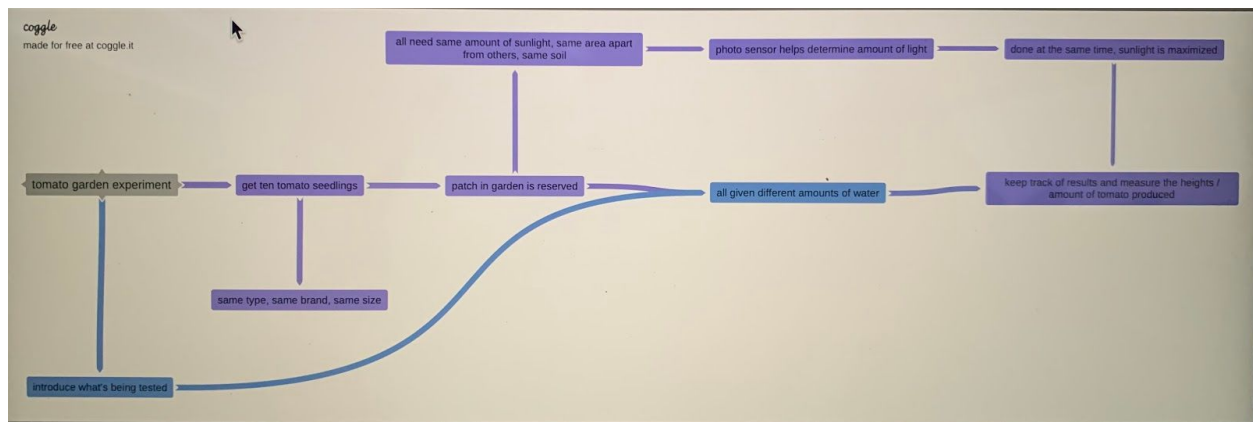 coggle
made for free at coggle.it
all need same amount of sunlight, same area apart
from others, same soil
photo sensor helps determine amount of light
done at the same time, sunlight is maximized
tomato garden experiment
get ten tomato seedlings
patch in garden is reserved
all given different amounts of water
keep track of results and measure the heights /
amount of tomato produced
same type, same brand, same size
introduce what's being tested